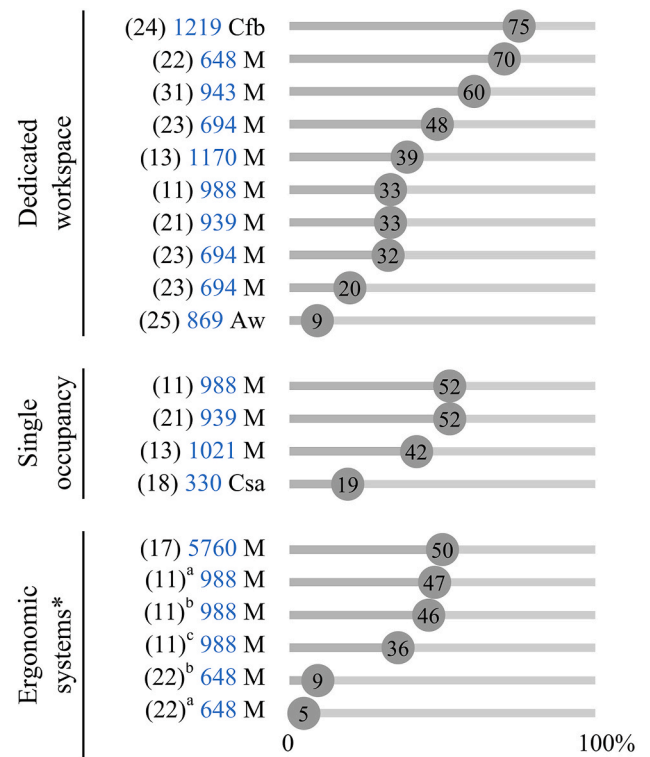 Dedicated
workspace
(24) 1219 Cfb 75
(22) 648 M 70
(31) 943 M 60
(23) 694 M 48
(13) 1170 M 39
(11) 988 M 33
(21) 939 M 33
(23) 694 M 32
(23) 694 M 20
(25) 869 Aw 9
Single
occupancy
(11) 988 M 52
(21) 939 M 52
(13) 1021 M 42
(18) 330 Csa 19
Ergonomic
systems*
(17) 5760 M 50
(11)ᵃ 988 M 47
(11)ᵇ 988 M 46
(11)ᶜ 988 M 36
(22)ᵇ 648 M 9
(22)ᵃ 648 M 5
0 100%